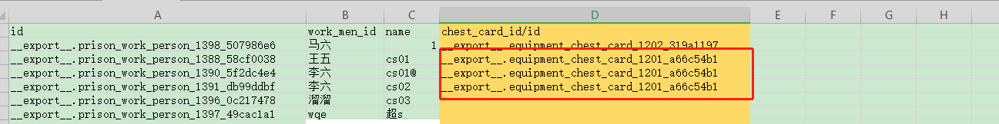 A B C D E F G H
id work_men_id name chest_card_id/id
__export__.prison_work_person_1398_507986e6 马六 1 __export__.equipment_chest_card_1202_319a1197
__export__.prison_work_person_1388_58cf0038 王五 cs01 __export__.equipment_chest_card_1201_a66c54b1
__export__.prison_work_person_1390_5f2dc4e4 李六 cs01@ __export__.equipment_chest_card_1201_a66c54b1
__export__.prison_work_person_1391_db99ddbf 李六 cs02 __export__.equipment_chest_card_1201_a66c54b1
__export__.prison_work_person_1396_0c217478 溜溜 cs03
__export__.prison_work_person_1397_49cac1a1 wqe 超s